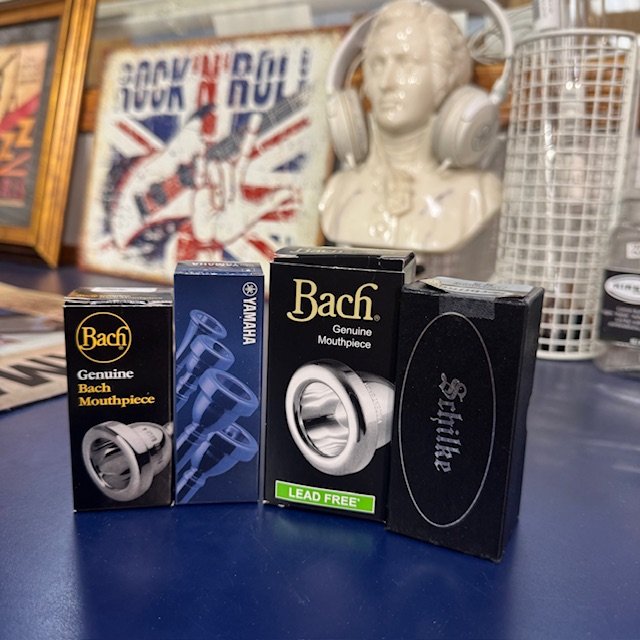 ROCK'N'ROLL
Bach®
Genuine
Bach
Mouthpiece
YAMAHA
Bach®
Genuine
Mouthpiece
LEAD FREE*
Schilke